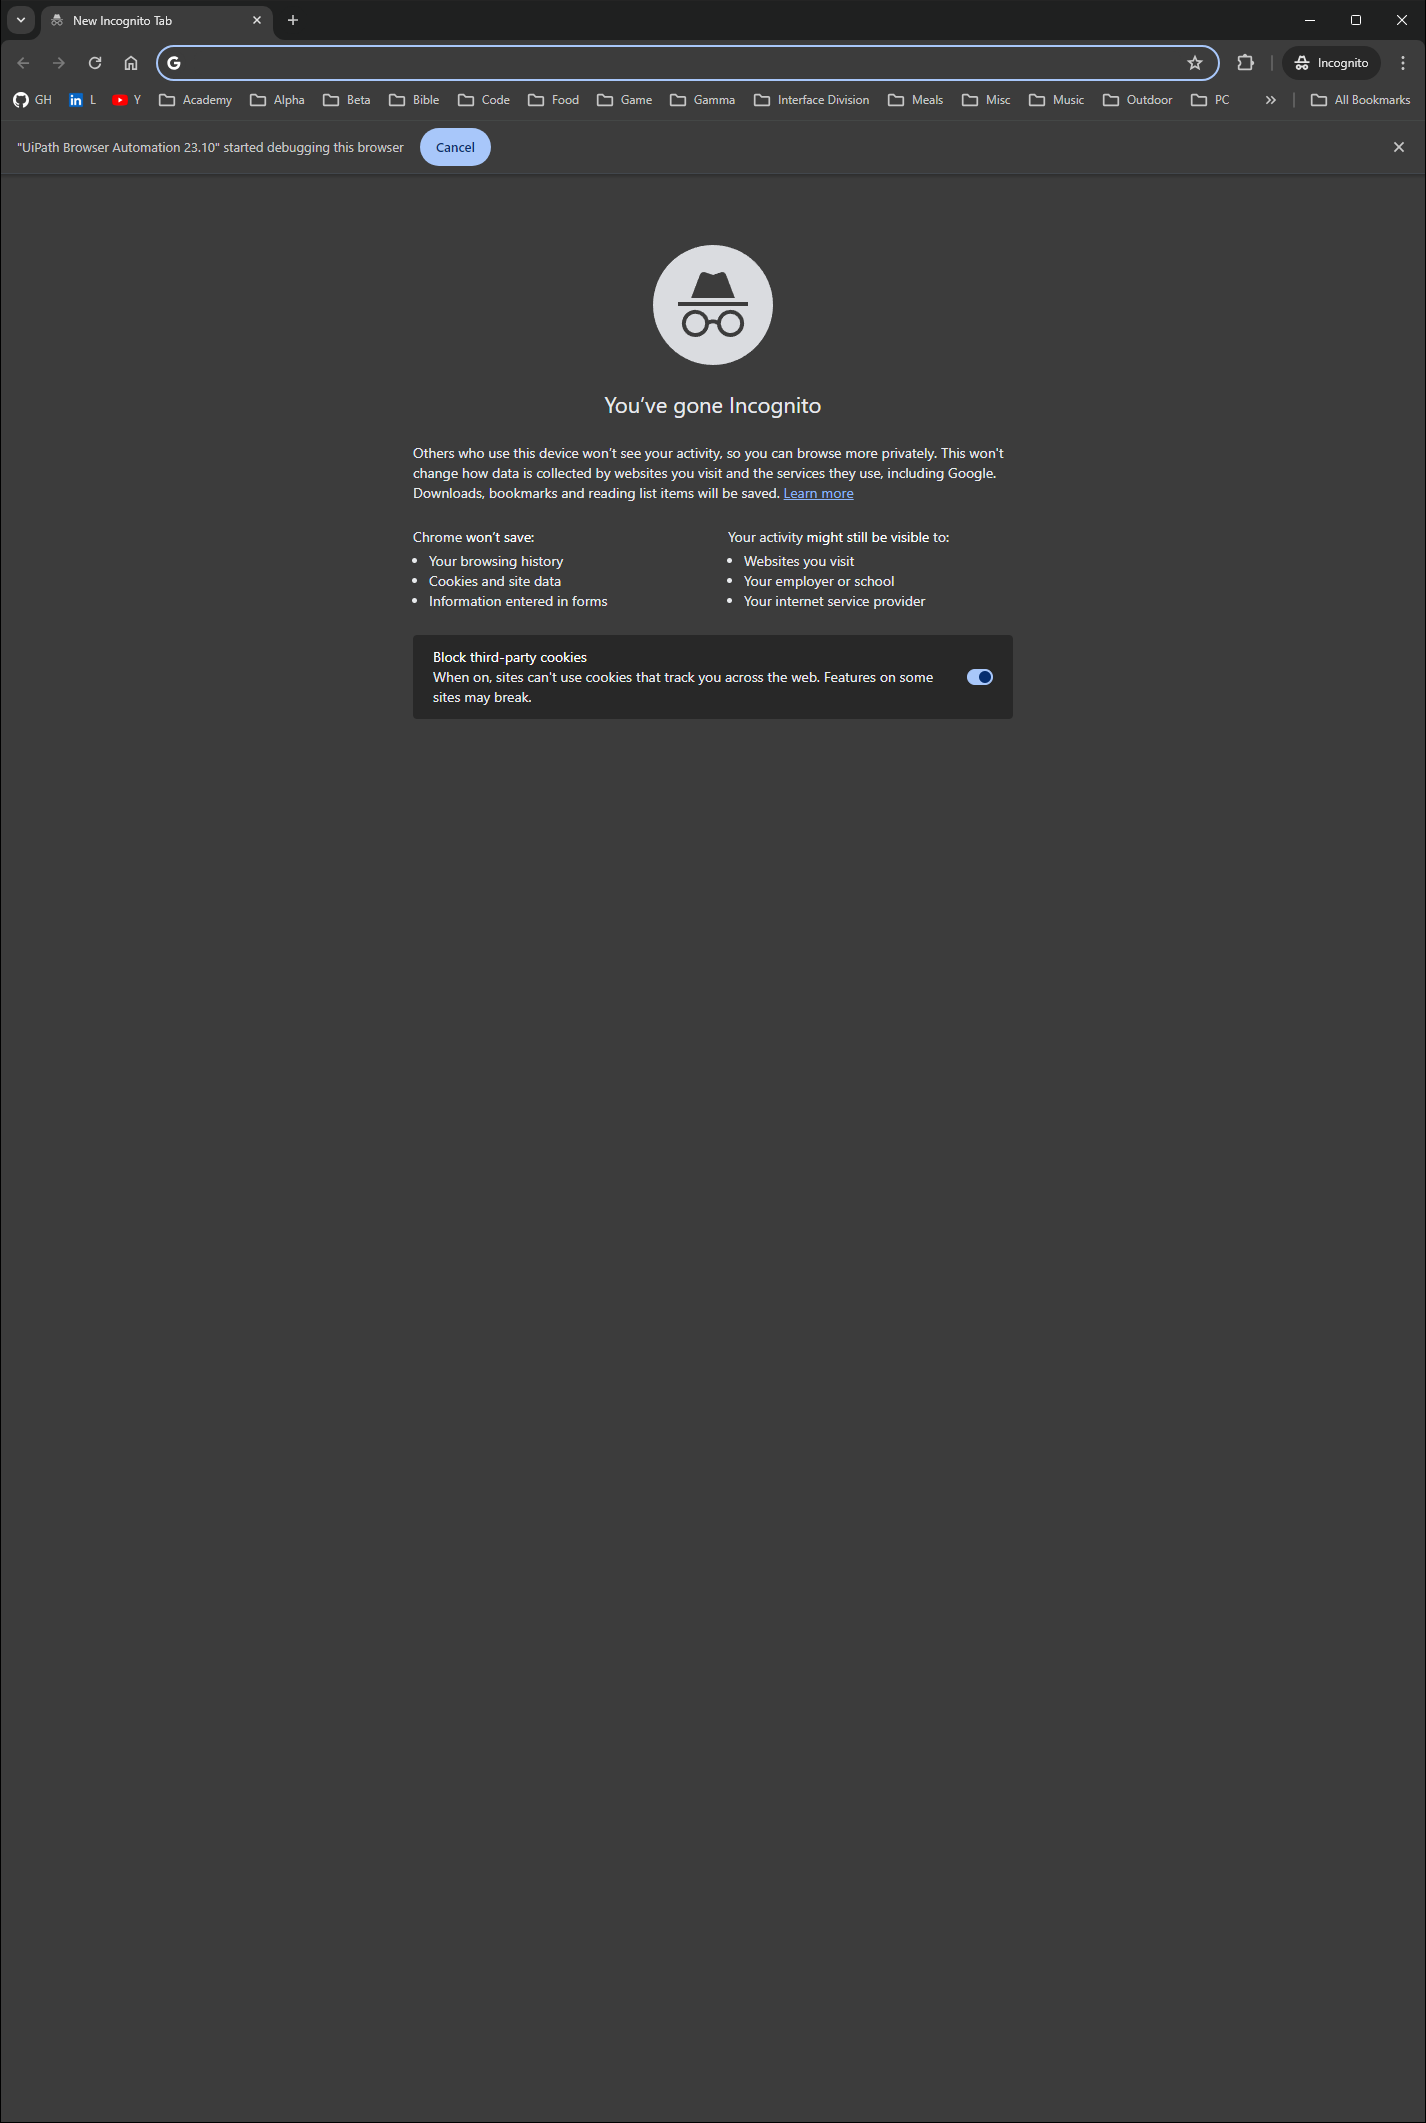 New Incognito Tab
Incognito
GH L Y Academy Alpha Beta Bible Code Food Game Gamma Interface Division Meals Misc Music Outdoor PC All Bookmarks
"UiPath Browser Automation 23.10" started debugging this browser Cancel
You’ve gone Incognito
Others who use this device won’t see your activity, so you can browse more privately. This won't
change how data is collected by websites you visit and the services they use, including Google.
Downloads, bookmarks and reading list items will be saved. Learn more
Chrome won’t save:
Your browsing history
Cookies and site data
Information entered in forms
Your activity might still be visible to:
Websites you visit
Your employer or school
Your internet service provider
Block third-party cookies
When on, sites can't use cookies that track you across the web. Features on some
sites may break.